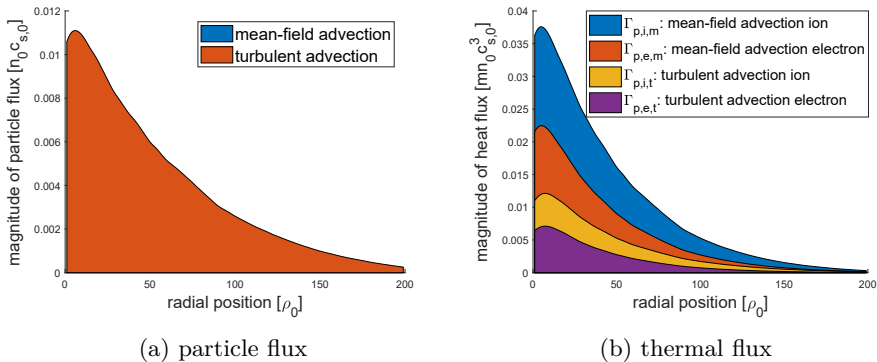 magnitude of particle flux [n0cs,0]
0.012
0.01
0.008
0.006
0.004
0.002
0
mean-field advection
turbulent advection
0 50 100 150 200
radial position [ρ0]
(a) particle flux
magnitude of heat flux [mn0c³s,0]
0.04
0.035
0.03
0.025
0.02
0.015
0.01
0.005
0
Γp,i,m: mean-field advection ion
Γp,e,m: mean-field advection electron
Γp,i,t: turbulent advection ion
Γp,e,t: turbulent advection electron
0 50 100 150 200
radial position [ρ0]
(b) thermal flux